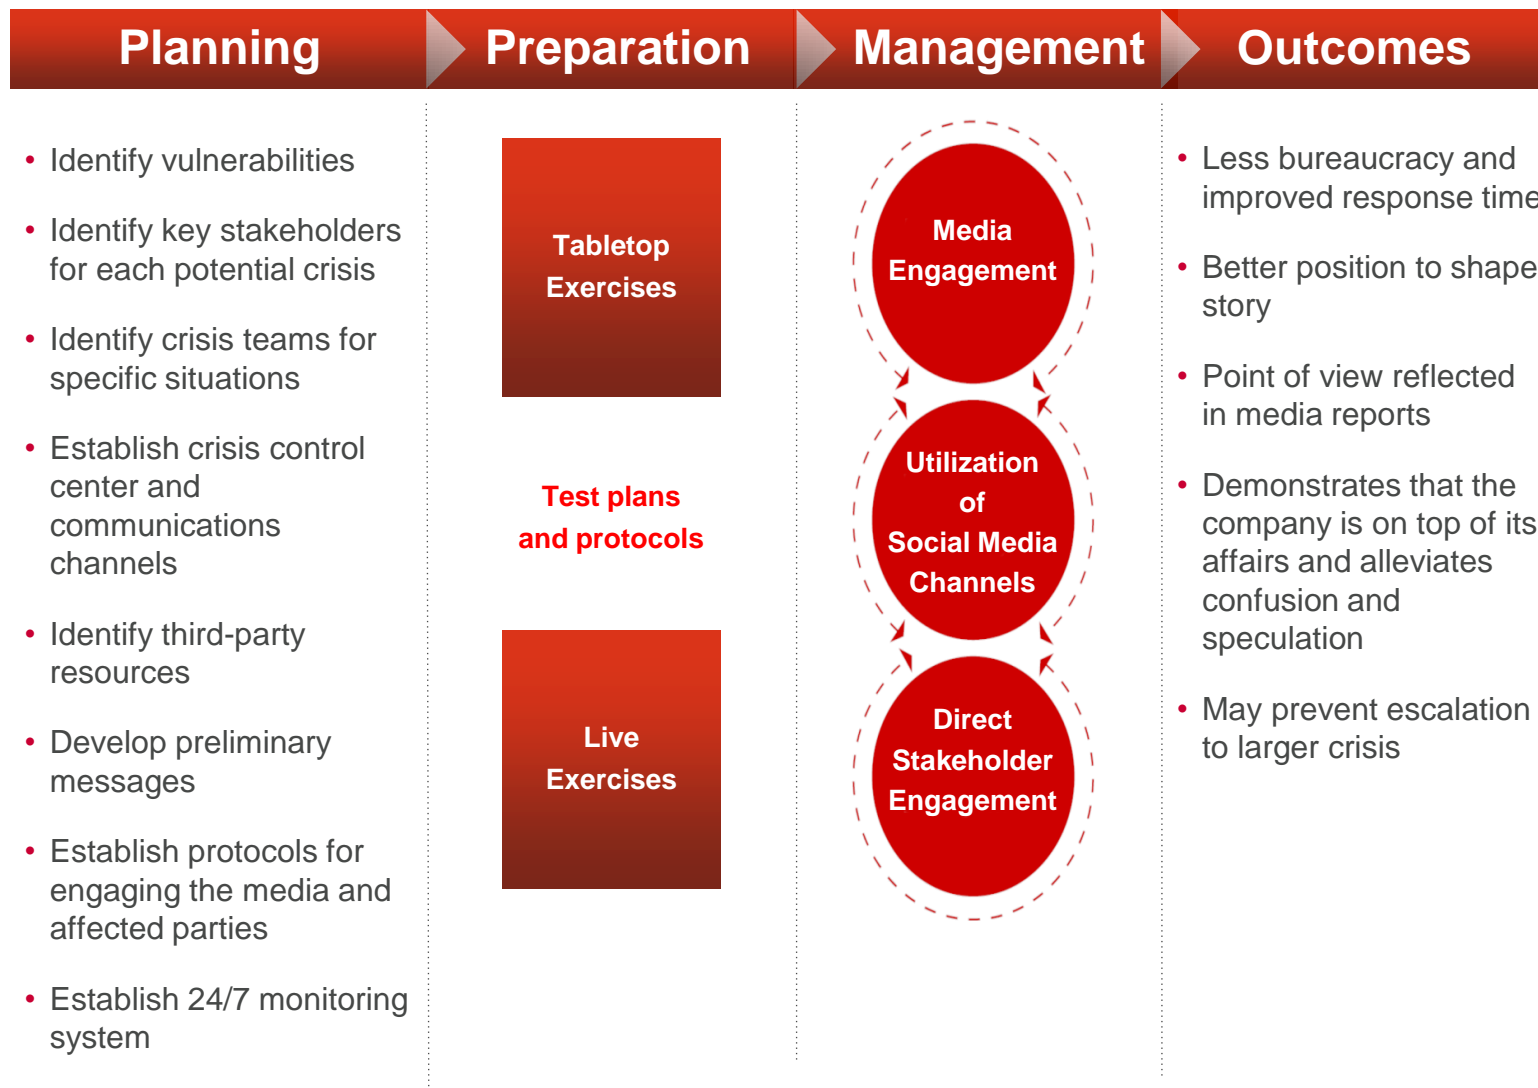 Planning
Preparation
Management
Outcomes
• Identify vulnerabilities
• Identify key stakeholders
for each potential crisis
• Identify crisis teams for
specific situations
• Establish crisis control
center and
communications
channels
• Identify third-party
resources
• Develop preliminary
messages
• Establish protocols for
engaging the media and
affected parties
• Establish 24/7 monitoring
system
Tabletop
Exercises
Test plans
and protocols
Live
Exercises
Media
Engagement
Utilization
of
Social Media
Channels
Direct
Stakeholder
Engagement
• Less bureaucracy and
improved response time
• Better position to shape
story
• Point of view reflected
in media reports
• Demonstrates that the
company is on top of its
affairs and alleviates
confusion and
speculation
• May prevent escalation
to larger crisis